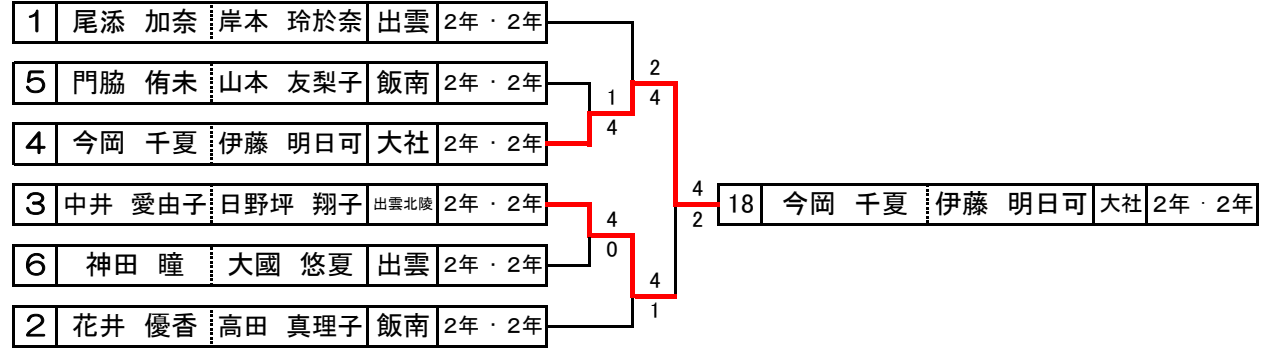 1 尾添 加奈 岸本 玲於奈 出雲 2年 · 2年
2
5 門脇 侑未 山本 友梨子 飯南 2年 · 2年
1
4
4
4 今岡 千夏 伊藤 明日可 大社 2年 · 2年
3 中井 愛由子 日野坪 翔子 出雲北陵 2年 · 2年
4
18 今岡 千夏 伊藤 明日可 大社 2年 · 2年
4
2
6 神田 瞳 大國 悠夏 出雲 2年 · 2年
0
4
1
2 花井 優香 高田 真理子 飯南 2年 · 2年